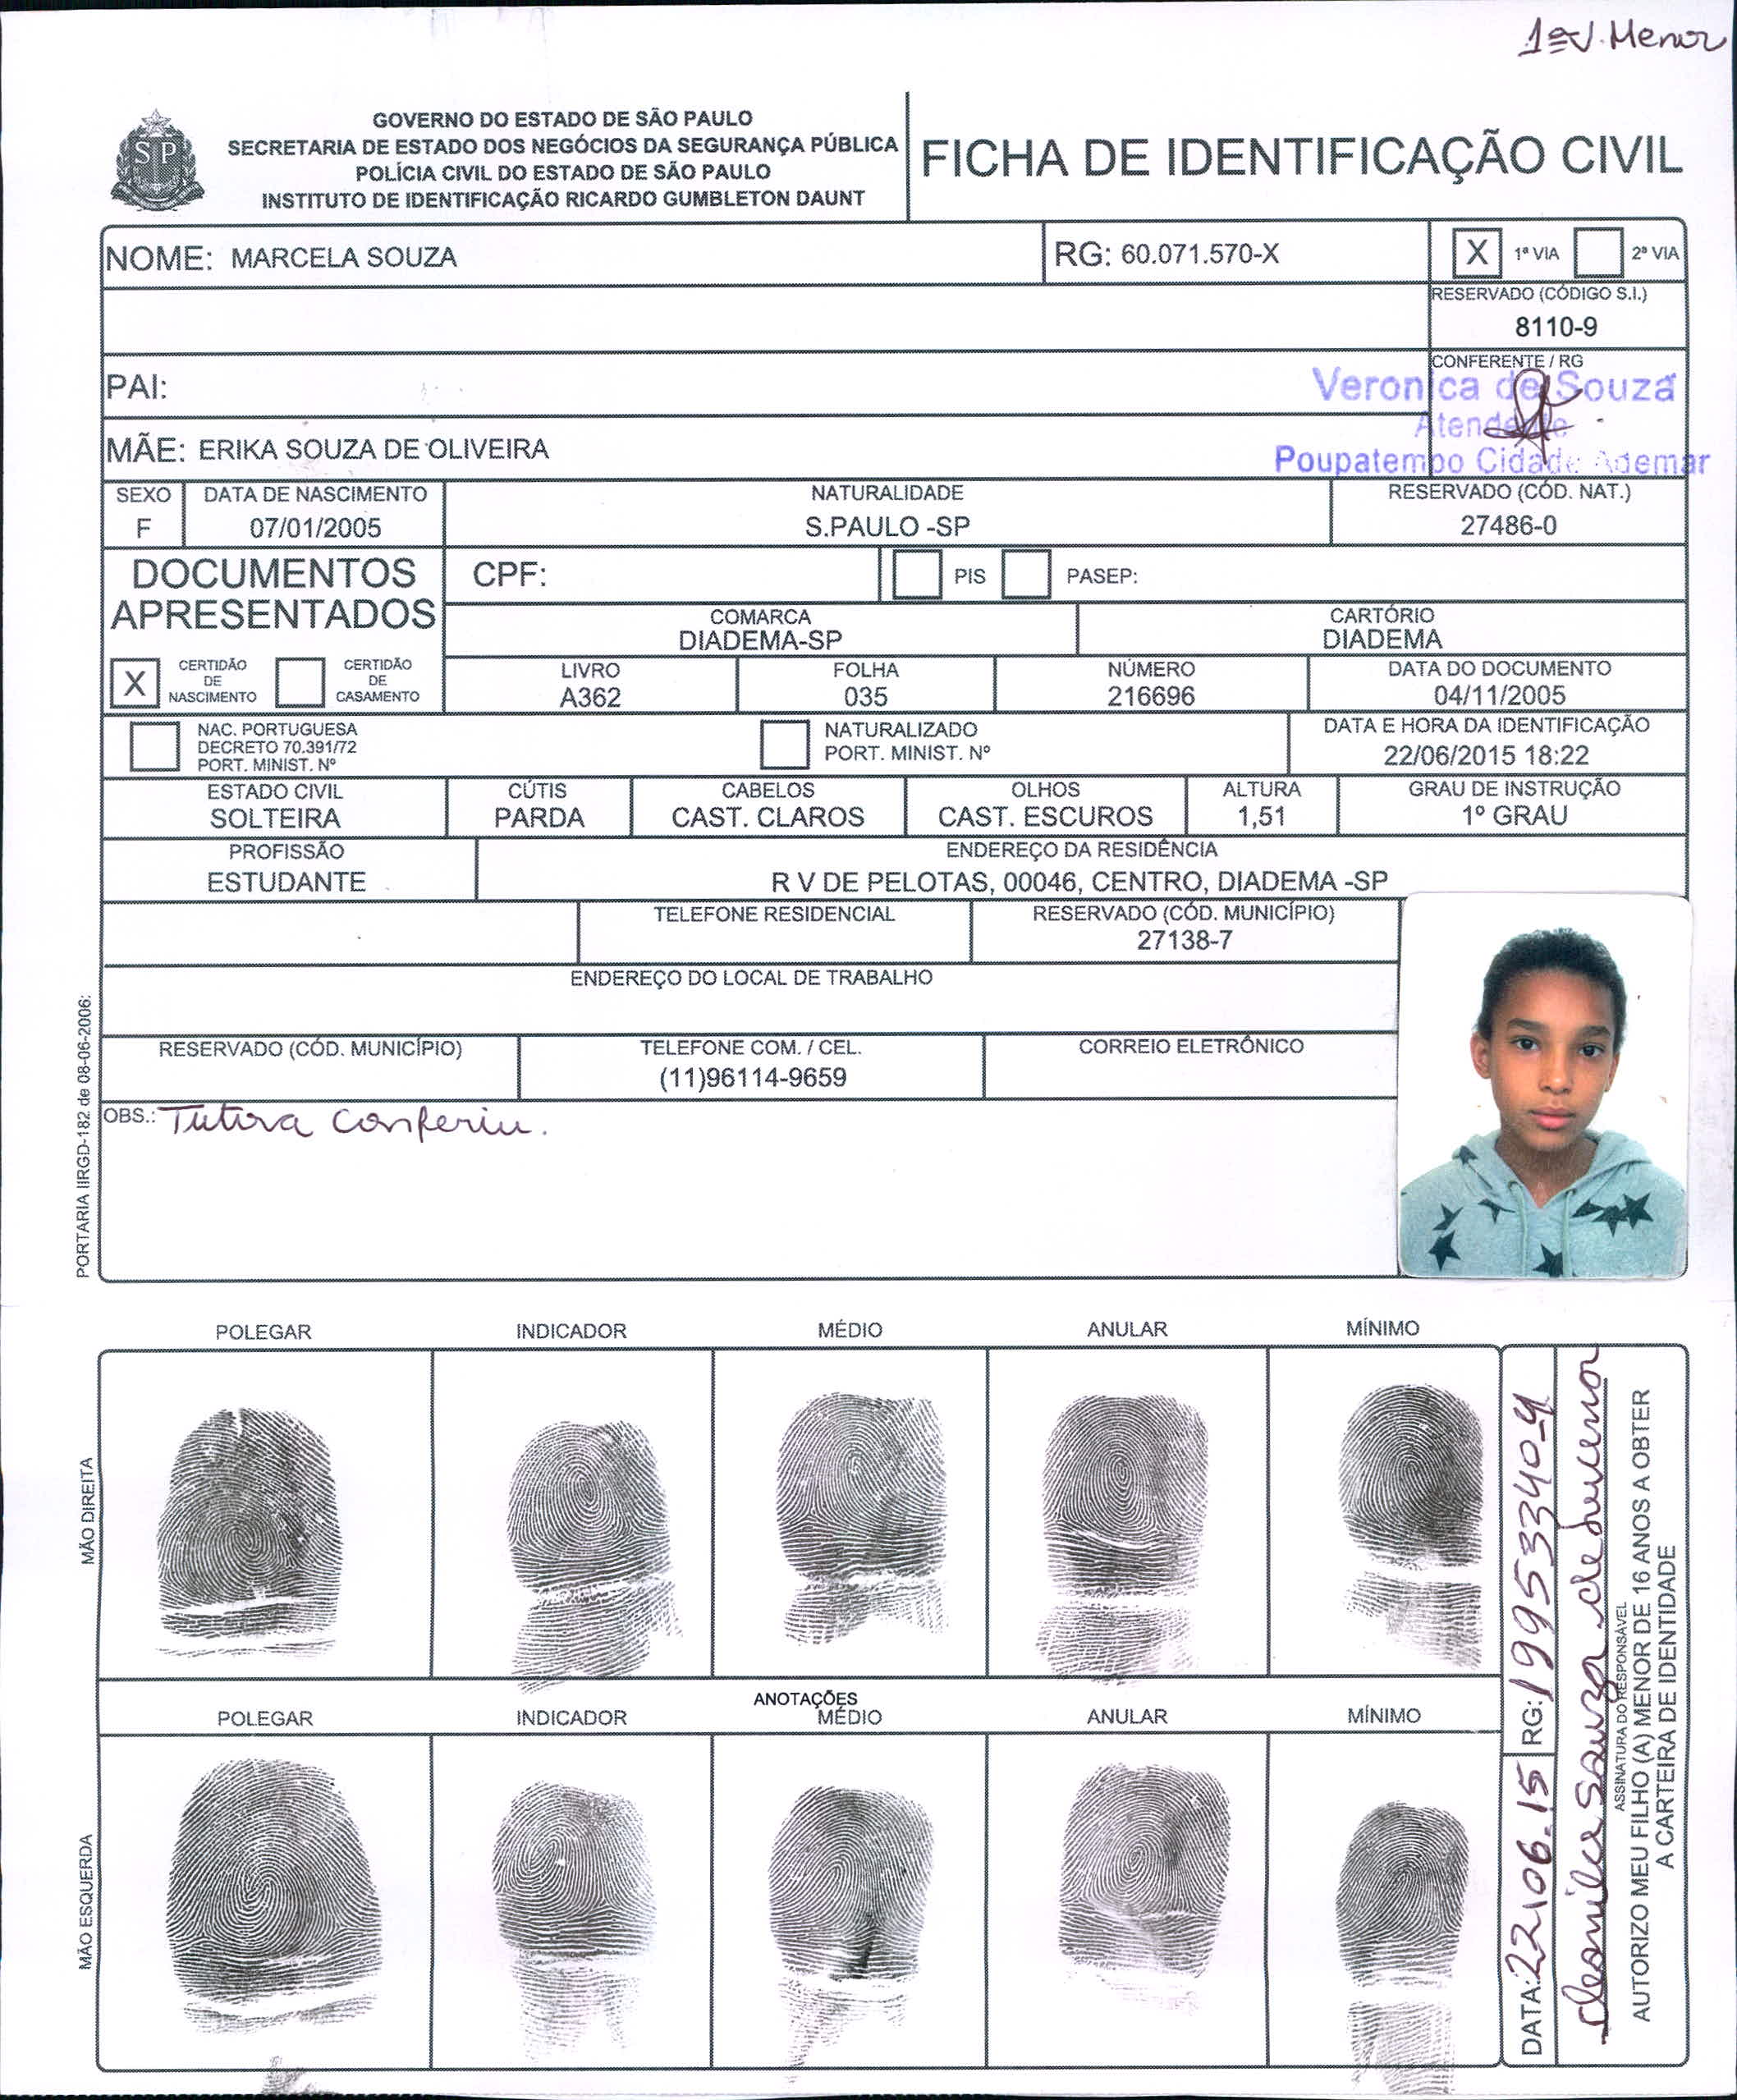 1ª V. Menor
GOVERNO DO ESTADO DE SÃO PAULO
SECRETARIA DE ESTADO DOS NEGÓCIOS DA SEGURANÇA PÚBLICA
POLÍCIA CIVIL DO ESTADO DE SÃO PAULO
INSTITUTO DE IDENTIFICAÇÃO RICARDO GUMBLETON DAUNT
SP
FICHA DE IDENTIFICAÇÃO CIVIL
NOME: MARCELA SOUZA
RG: 60.071.570-X
X 1ª VIA 2ª VIA
RESERVADO (CÓDIGO S.I.)
8110-9
PAI:
CONFERENTE / RG
Veronica de Souza
Atendente
Poupatempo Cidade Ademar
MÃE: ERIKA SOUZA DE OLIVEIRA
SEXO
F
DATA DE NASCIMENTO
07/01/2005
NATURALIDADE
S.PAULO -SP
RESERVADO (CÓD. NAT.)
27486-0
DOCUMENTOS
APRESENTADOS
CPF:
PIS
PASEP:
COMARCA
DIADEMA-SP
CARTÓRIO
DIADEMA
X CERTIDÃO
DE
NASCIMENTO
CERTIDÃO
DE
CASAMENTO
LIVRO
A362
FOLHA
035
NÚMERO
216696
DATA DO DOCUMENTO
04/11/2005
NAC. PORTUGUESA
DECRETO 70.391/72
PORT. MINIST. Nº
NATURALIZADO
PORT. MINIST. Nº
DATA E HORA DA IDENTIFICAÇÃO
22/06/2015 18:22
ESTADO CIVIL
SOLTEIRA
CÚTIS
PARDA
CABELOS
CAST. CLAROS
OLHOS
CAST. ESCUROS
ALTURA
1,51
GRAU DE INSTRUÇÃO
1º GRAU
PROFISSÃO
ESTUDANTE
ENDEREÇO DA RESIDÊNCIA
R V DE PELOTAS, 00046, CENTRO, DIADEMA -SP
TELEFONE RESIDENCIAL
RESERVADO (CÓD. MUNICÍPIO)
27138-7
ENDEREÇO DO LOCAL DE TRABALHO
RESERVADO (CÓD. MUNICÍPIO)
TELEFONE COM. / CEL.
(11)96114-9659
CORREIO ELETRÔNICO
OBS.: Tutora Conferiu.
PORTARIA IIRGD-182 de 08-06-2006:
POLEGAR INDICADOR MÉDIO ANULAR MÍNIMO
MÃO DIREITA
ANOTAÇÕES
POLEGAR INDICADOR MÉDIO ANULAR MÍNIMO
MÃO ESQUERDA
DATA: 22.06.15 RG: 19953340-4
souza de
ASSINATURA DO RESPONSÁVEL
AUTORIZO MEU FILHO (A) MENOR DE 16 ANOS A OBTER
A CARTEIRA DE IDENTIDADE